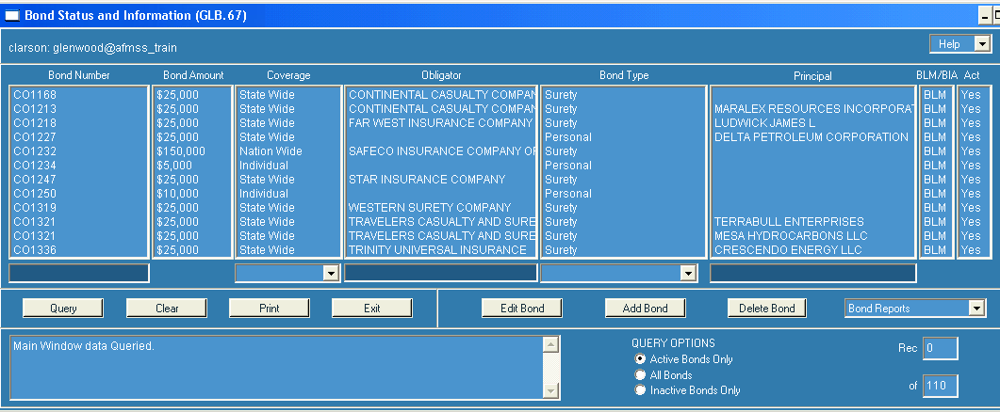 Bond Status and Information (GLB.67)
clarson: glenwood@afmss_train
Help
Bond Number Bond Amount Coverage Obligator Bond Type Principal BLM/BIA Act
CO1168 $25,000 State Wide CONTINENTAL CASUALTY COMPAN Surety BLM Yes
CO1213 $25,000 State Wide CONTINENTAL CASUALTY COMPAN Surety MARALEX RESOURCES INCORPORAT BLM Yes
CO1218 $25,000 State Wide FAR WEST INSURANCE COMPANY Surety LUDWICK JAMES L BLM Yes
CO1227 $25,000 State Wide Personal DELTA PETROLEUM CORPORATION BLM Yes
CO1232 $150,000 Nation Wide SAFECO INSURANCE COMPANY OF Surety BLM Yes
CO1234 $5,000 Individual Personal BLM Yes
CO1247 $25,000 State Wide STAR INSURANCE COMPANY Surety BLM Yes
CO1250 $10,000 Individual Personal BLM Yes
CO1319 $25,000 State Wide WESTERN SURETY COMPANY Surety BLM Yes
CO1321 $25,000 State Wide TRAVELERS CASUALTY AND SURE Surety TERRABULL ENTERPRISES BLM Yes
CO1321 $25,000 State Wide TRAVELERS CASUALTY AND SURE Surety MESA HYDROCARBONS LLC BLM Yes
CO1336 $25,000 State Wide TRINITY UNIVERSAL INSURANCE Surety CRESCENDO ENERGY LLC BLM Yes
Query Clear Print Exit Edit Bond Add Bond Delete Bond Bond Reports
Main Window data Queried.
QUERY OPTIONS
Active Bonds Only
All Bonds
Inactive Bonds Only
Rec 0
of 110